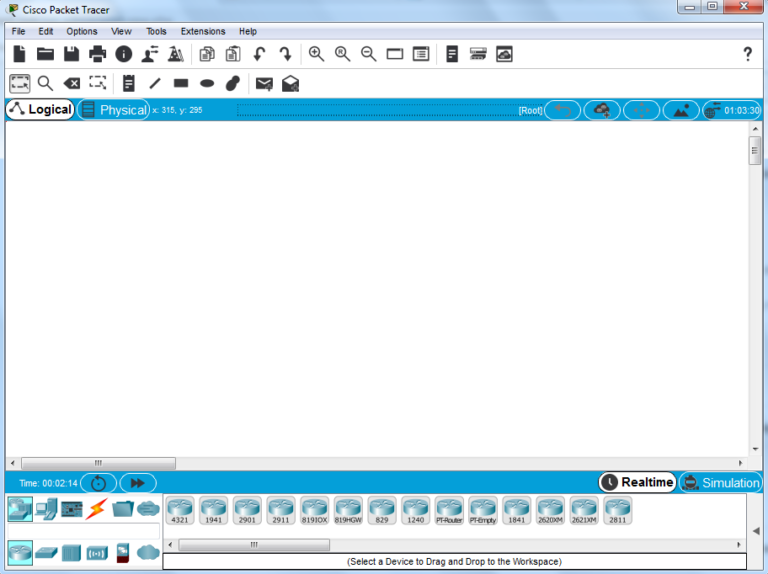 Cisco Packet Tracer
File Edit Options View Tools Extensions Help
?
Logical Physical x: 315, y: 295 [Root] 01:03:30
Time: 00:02:14 Realtime Simulation
4321 1941 2901 2911 819IOX 819HGW 829 1240 PT-Router PT-Empty 1841 2620XM 2621XM 2811
(Select a Device to Drag and Drop to the Workspace)